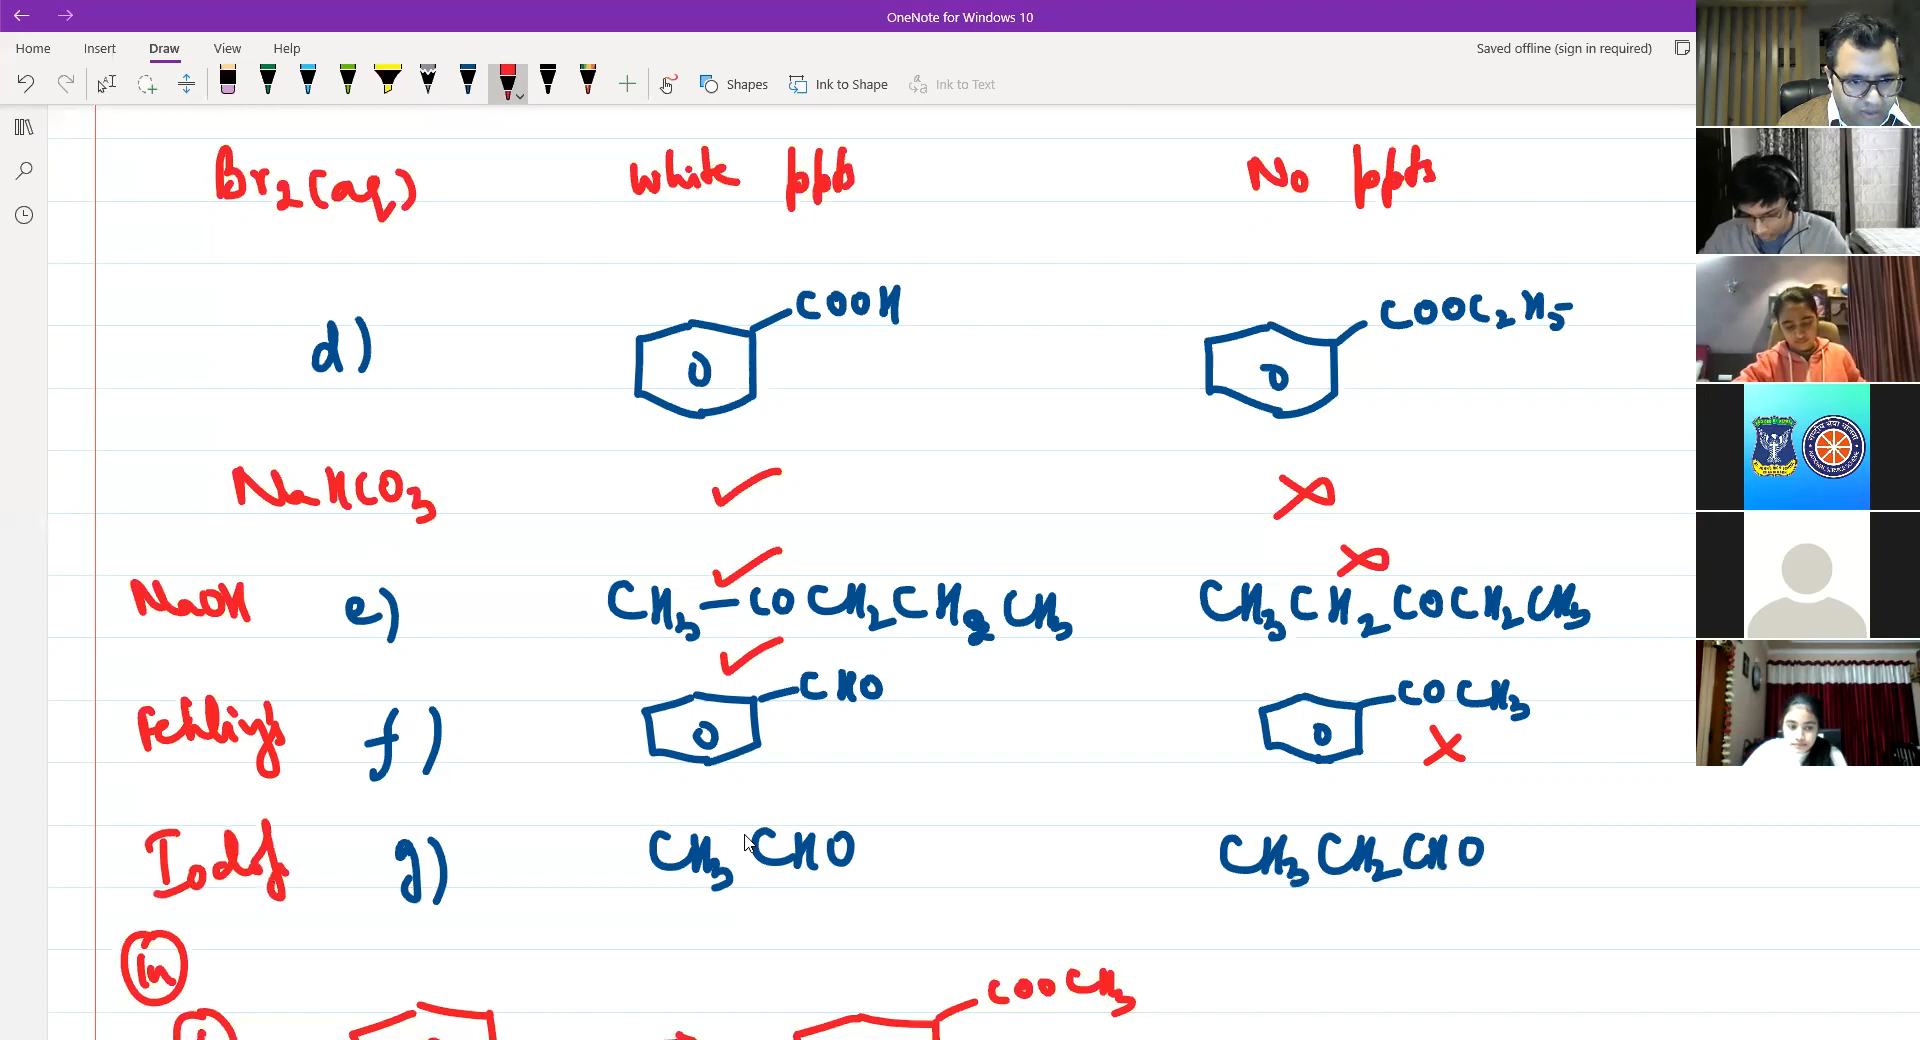 OneNote for Windows 10
Home Insert Draw View Help
Saved offline (sign in required)
Shapes Ink to Shape Ink to Text
Br2(aq) White ppts No ppts
d) COOH COOC2H5
NaHCO3
NaOH e) CH3–COCH2CH2CH3 CH3CH2COCH2CH3
Fehling's f) CHO COCH3
Iodof g) CH3CHO CH3CH2CHO
COOCH3